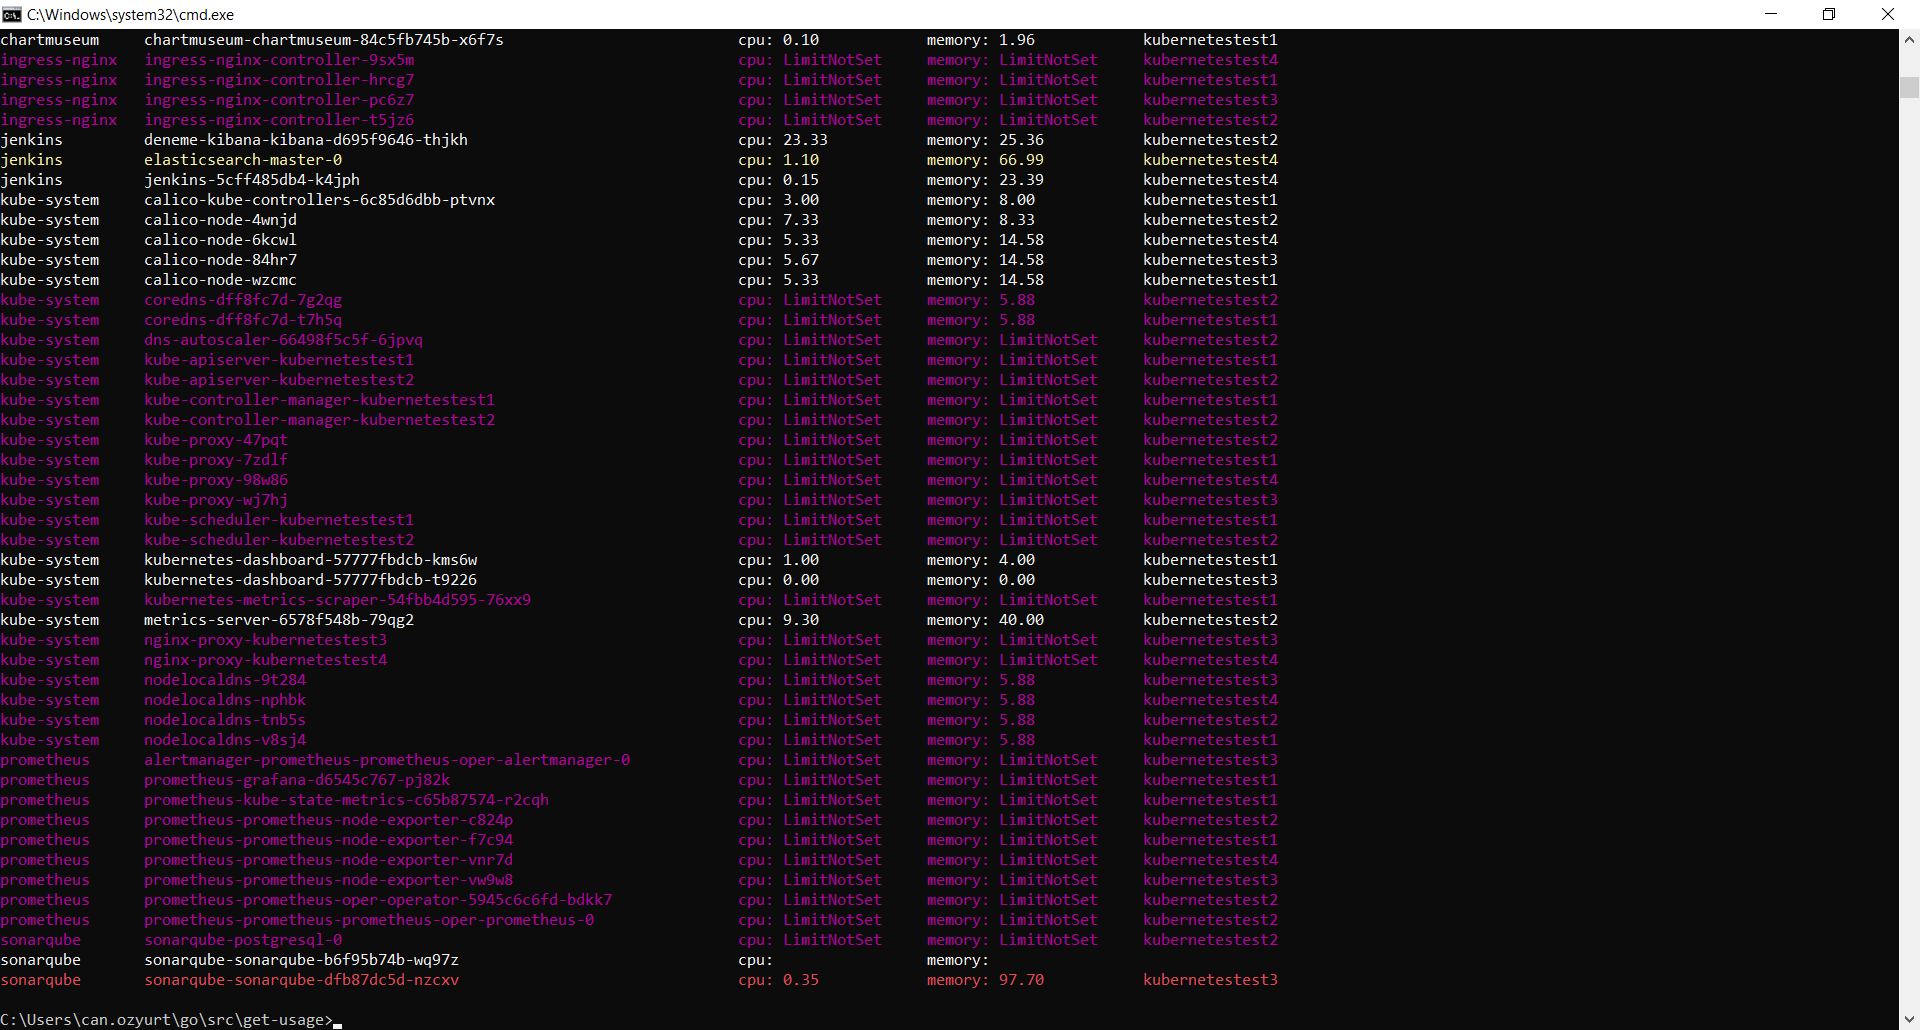 C:\Windows\system32\cmd.exe
chartmuseum chartmuseum-chartmuseum-84c5fb745b-x6f7s cpu: 0.10 memory: 1.96 kubernetestest1
ingress-nginx ingress-nginx-controller-9sx5m cpu: LimitNotSet memory: LimitNotSet kubernetestest4
ingress-nginx ingress-nginx-controller-hrcg7 cpu: LimitNotSet memory: LimitNotSet kubernetestest1
ingress-nginx ingress-nginx-controller-pc6z7 cpu: LimitNotSet memory: LimitNotSet kubernetestest3
ingress-nginx ingress-nginx-controller-t5jz6 cpu: LimitNotSet memory: LimitNotSet kubernetestest2
jenkins deneme-kibana-kibana-d695f9646-thjkh cpu: 23.33 memory: 25.36 kubernetestest2
jenkins elasticsearch-master-0 cpu: 1.10 memory: 66.99 kubernetestest4
jenkins jenkins-5cff485db4-k4jph cpu: 0.15 memory: 23.39 kubernetestest4
kube-system calico-kube-controllers-6c85d6dbb-ptvnx cpu: 3.00 memory: 8.00 kubernetestest1
kube-system calico-node-4wnjd cpu: 7.33 memory: 8.33 kubernetestest2
kube-system calico-node-6kcwl cpu: 5.33 memory: 14.58 kubernetestest4
kube-system calico-node-84hr7 cpu: 5.67 memory: 14.58 kubernetestest3
kube-system calico-node-wzcmc cpu: 5.33 memory: 14.58 kubernetestest1
kube-system coredns-dff8fc7d-7g2qg cpu: LimitNotSet memory: 5.88 kubernetestest2
kube-system coredns-dff8fc7d-t7h5q cpu: LimitNotSet memory: 5.88 kubernetestest1
kube-system dns-autoscaler-66498f5c5f-6jpvq cpu: LimitNotSet memory: LimitNotSet kubernetestest2
kube-system kube-apiserver-kubernetestest1 cpu: LimitNotSet memory: LimitNotSet kubernetestest1
kube-system kube-apiserver-kubernetestest2 cpu: LimitNotSet memory: LimitNotSet kubernetestest2
kube-system kube-controller-manager-kubernetestest1 cpu: LimitNotSet memory: LimitNotSet kubernetestest1
kube-system kube-controller-manager-kubernetestest2 cpu: LimitNotSet memory: LimitNotSet kubernetestest2
kube-system kube-proxy-47pqt cpu: LimitNotSet memory: LimitNotSet kubernetestest2
kube-system kube-proxy-7zdlf cpu: LimitNotSet memory: LimitNotSet kubernetestest1
kube-system kube-proxy-98w86 cpu: LimitNotSet memory: LimitNotSet kubernetestest4
kube-system kube-proxy-wj7hj cpu: LimitNotSet memory: LimitNotSet kubernetestest3
kube-system kube-scheduler-kubernetestest1 cpu: LimitNotSet memory: LimitNotSet kubernetestest1
kube-system kube-scheduler-kubernetestest2 cpu: LimitNotSet memory: LimitNotSet kubernetestest2
kube-system kubernetes-dashboard-57777fbdcb-kms6w cpu: 1.00 memory: 4.00 kubernetestest1
kube-system kubernetes-dashboard-57777fbdcb-t9226 cpu: 0.00 memory: 0.00 kubernetestest3
kube-system kubernetes-metrics-scraper-54fbb4d595-76xx9 cpu: LimitNotSet memory: LimitNotSet kubernetestest1
kube-system metrics-server-6578f548b-79qg2 cpu: 9.30 memory: 40.00 kubernetestest2
kube-system nginx-proxy-kubernetestest3 cpu: LimitNotSet memory: LimitNotSet kubernetestest3
kube-system nginx-proxy-kubernetestest4 cpu: LimitNotSet memory: LimitNotSet kubernetestest4
kube-system nodelocaldns-9t284 cpu: LimitNotSet memory: 5.88 kubernetestest3
kube-system nodelocaldns-nphbk cpu: LimitNotSet memory: 5.88 kubernetestest4
kube-system nodelocaldns-tnb5s cpu: LimitNotSet memory: 5.88 kubernetestest2
kube-system nodelocaldns-v8sj4 cpu: LimitNotSet memory: 5.88 kubernetestest1
prometheus alertmanager-prometheus-prometheus-oper-alertmanager-0 cpu: LimitNotSet memory: LimitNotSet kubernetestest3
prometheus prometheus-grafana-d6545c767-pj82k cpu: LimitNotSet memory: LimitNotSet kubernetestest1
prometheus prometheus-kube-state-metrics-c65b87574-r2cqh cpu: LimitNotSet memory: LimitNotSet kubernetestest1
prometheus prometheus-prometheus-node-exporter-c824p cpu: LimitNotSet memory: LimitNotSet kubernetestest2
prometheus prometheus-prometheus-node-exporter-f7c94 cpu: LimitNotSet memory: LimitNotSet kubernetestest1
prometheus prometheus-prometheus-node-exporter-vnr7d cpu: LimitNotSet memory: LimitNotSet kubernetestest4
prometheus prometheus-prometheus-node-exporter-vw9w8 cpu: LimitNotSet memory: LimitNotSet kubernetestest3
prometheus prometheus-prometheus-oper-operator-5945c6c6fd-bdkk7 cpu: LimitNotSet memory: LimitNotSet kubernetestest2
prometheus prometheus-prometheus-prometheus-oper-prometheus-0 cpu: LimitNotSet memory: LimitNotSet kubernetestest2
sonarqube sonarqube-postgresql-0 cpu: LimitNotSet memory: LimitNotSet kubernetestest2
sonarqube sonarqube-sonarqube-b6f95b74b-wq97z cpu: memory:
sonarqube sonarqube-sonarqube-dfb87dc5d-nzcxv cpu: 0.35 memory: 97.70 kubernetestest3
C:\Users\can.ozyurt\go\src\get-usage>